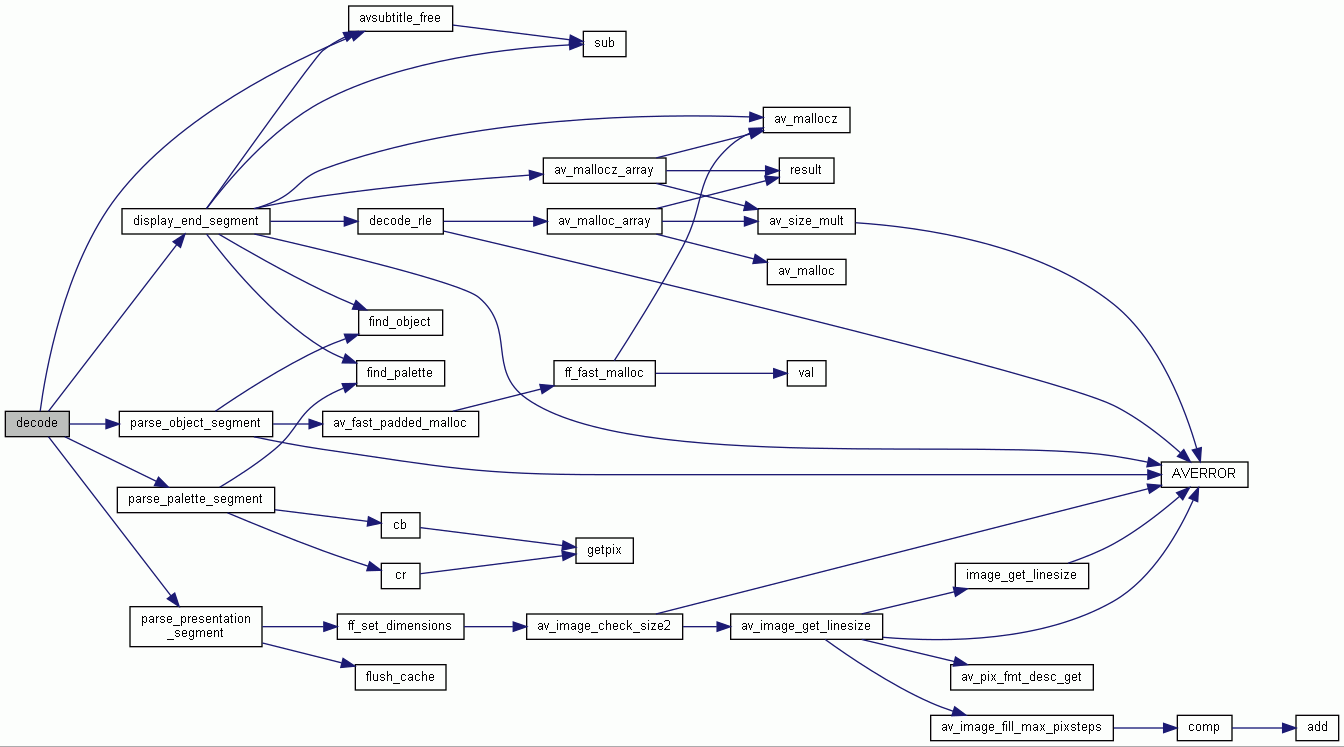 avsubtitle_free
sub
av_mallocz
av_mallocz_array
result
display_end_segment
decode_rle
av_malloc_array
av_size_mult
av_malloc
find_object
find_palette
ff_fast_malloc
val
decode
parse_object_segment
av_fast_padded_malloc
AVERROR
parse_palette_segment
cb
getpix
cr
image_get_linesize
parse_presentation
_segment
ff_set_dimensions
av_image_check_size2
av_image_get_linesize
flush_cache
av_pix_fmt_desc_get
av_image_fill_max_pixsteps
comp
add